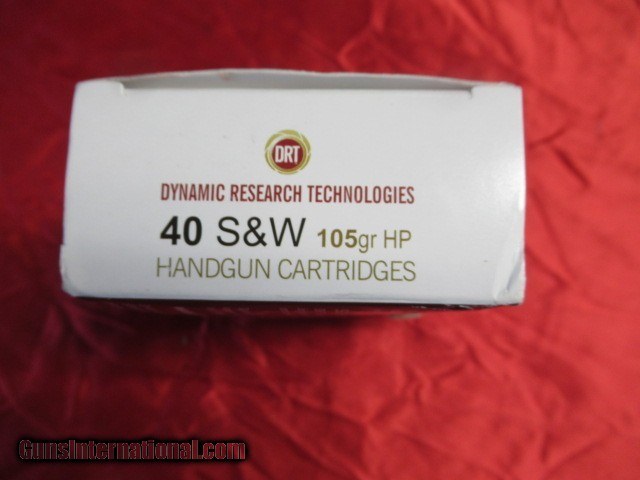 DRT
DYNAMIC RESEARCH TECHNOLOGIES
40 S&W 105gr HP
HANDGUN CARTRIDGES
GunsInternational.com